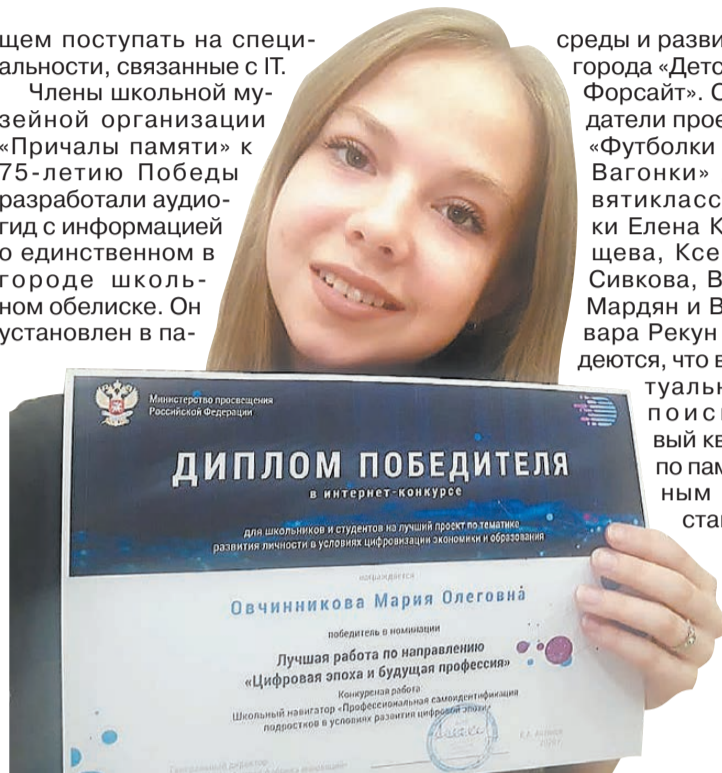 щем поступать на специ-
альности, связанные с IT.
Члены школьной му-
зейной организации
«Причалы памяти» к
75-летию Победы
разработали аудио-
гид с информацией
о единственном в
городе школь-
ном обелиске. Он
установлен в па-
среды и разви
города «Дето
Форсайт». С
датели прое
«Футболки
Вагонки»
вятикласс
ки Елена К
щева, Ксе
Сивкова, В
Мардян и В
вара Рекун
деются, что в
туальн
поис
вый кв
по пам
ным
ста
Министерство просвещения
Российской Федерации
ДИПЛОМ ПОБЕДИТЕЛЯ
в интернет-конкурсе
для школьников и студентов на лучший проект по тематике
развития личности в условиях цифровизации экономики и образования
награждается
Овчинникова Мария Олеговна
победитель в номинации
Лучшая работа по направлению
«Цифровая эпоха и будущая профессия»
Конкурсная работа
Школьный навигатор «Профессиональная самоидентификация
подростков в условиях развития цифровой эпохи»
Генеральный директор